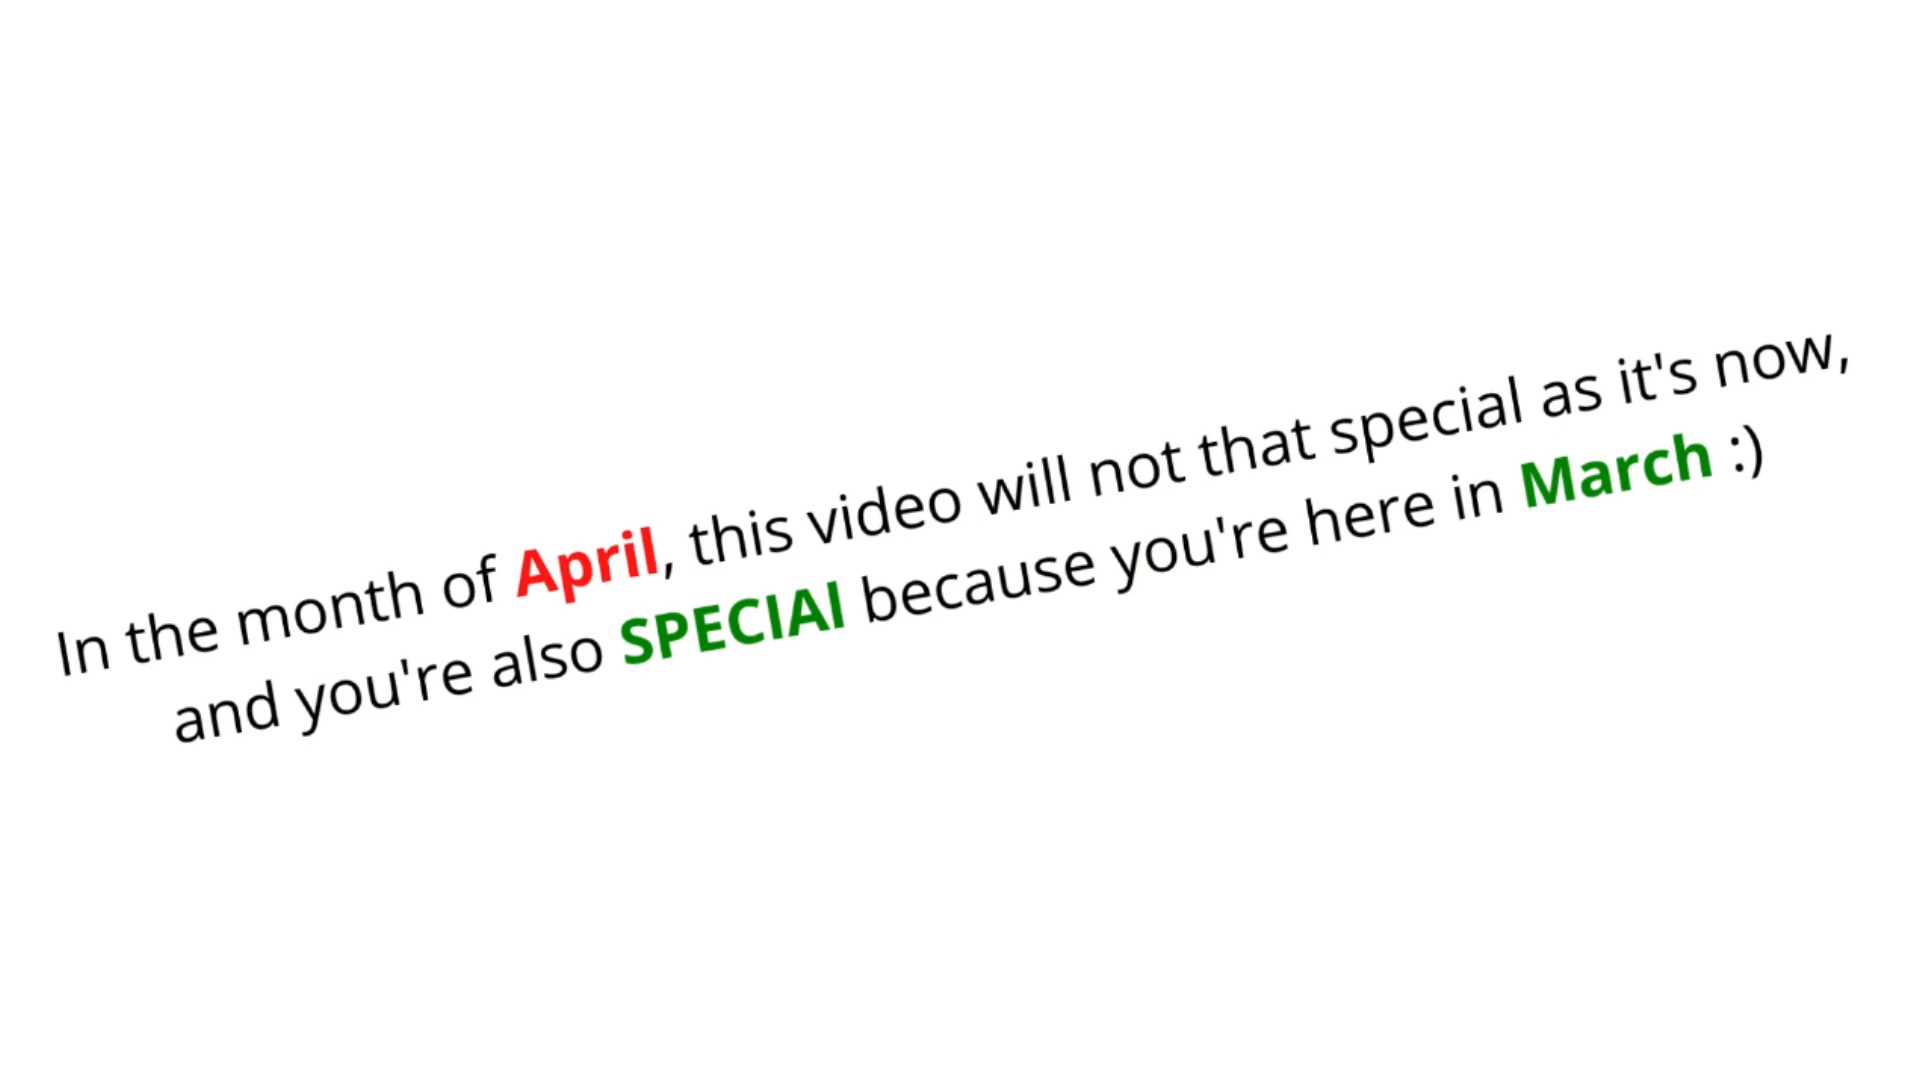 In the month of April, this video will not that special as it's now,
and you're also SPECIAl because you're here in March :)